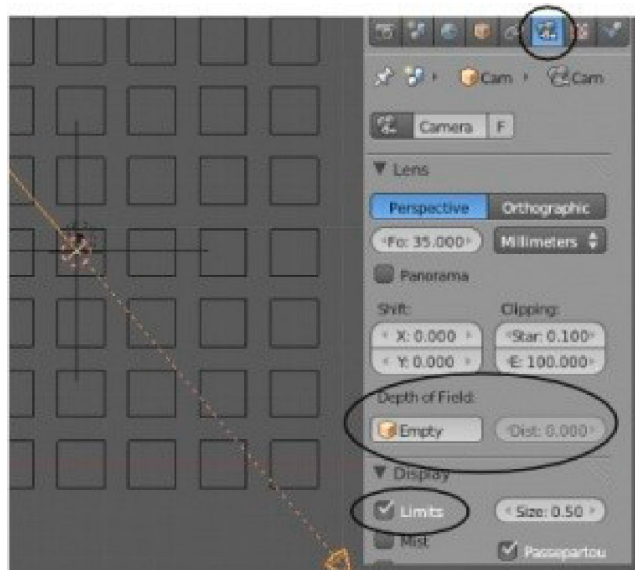 Cam Cam
Camera F
Lens
Perspective Orthographic
Fo: 35.000 Millimeters
Panorama
Shift: Clipping:
X: 0.000 Star: 0.100
Y: 0.000 E: 100.000
Depth of Field:
Empty Dist: 0.000
Display
Limits Size: 0.50
Mist Passepartou